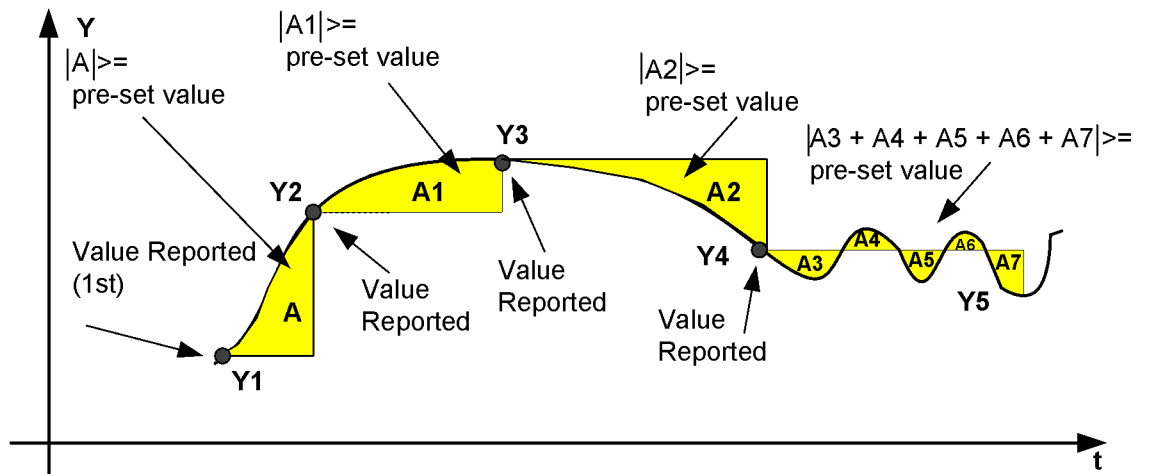 Y
|A|>=
pre-set value
|A1|>=
pre-set value
|A2|>=
pre-set value
|A3 + A4 + A5 + A6 + A7|>=
pre-set value
Y3
Y2
A1
A2
Value Reported
(1st)
Value
Reported
Value
Reported
Y4
A3
A4
A5
A6
A7
Y5
A
Value
Reported
Y1
t